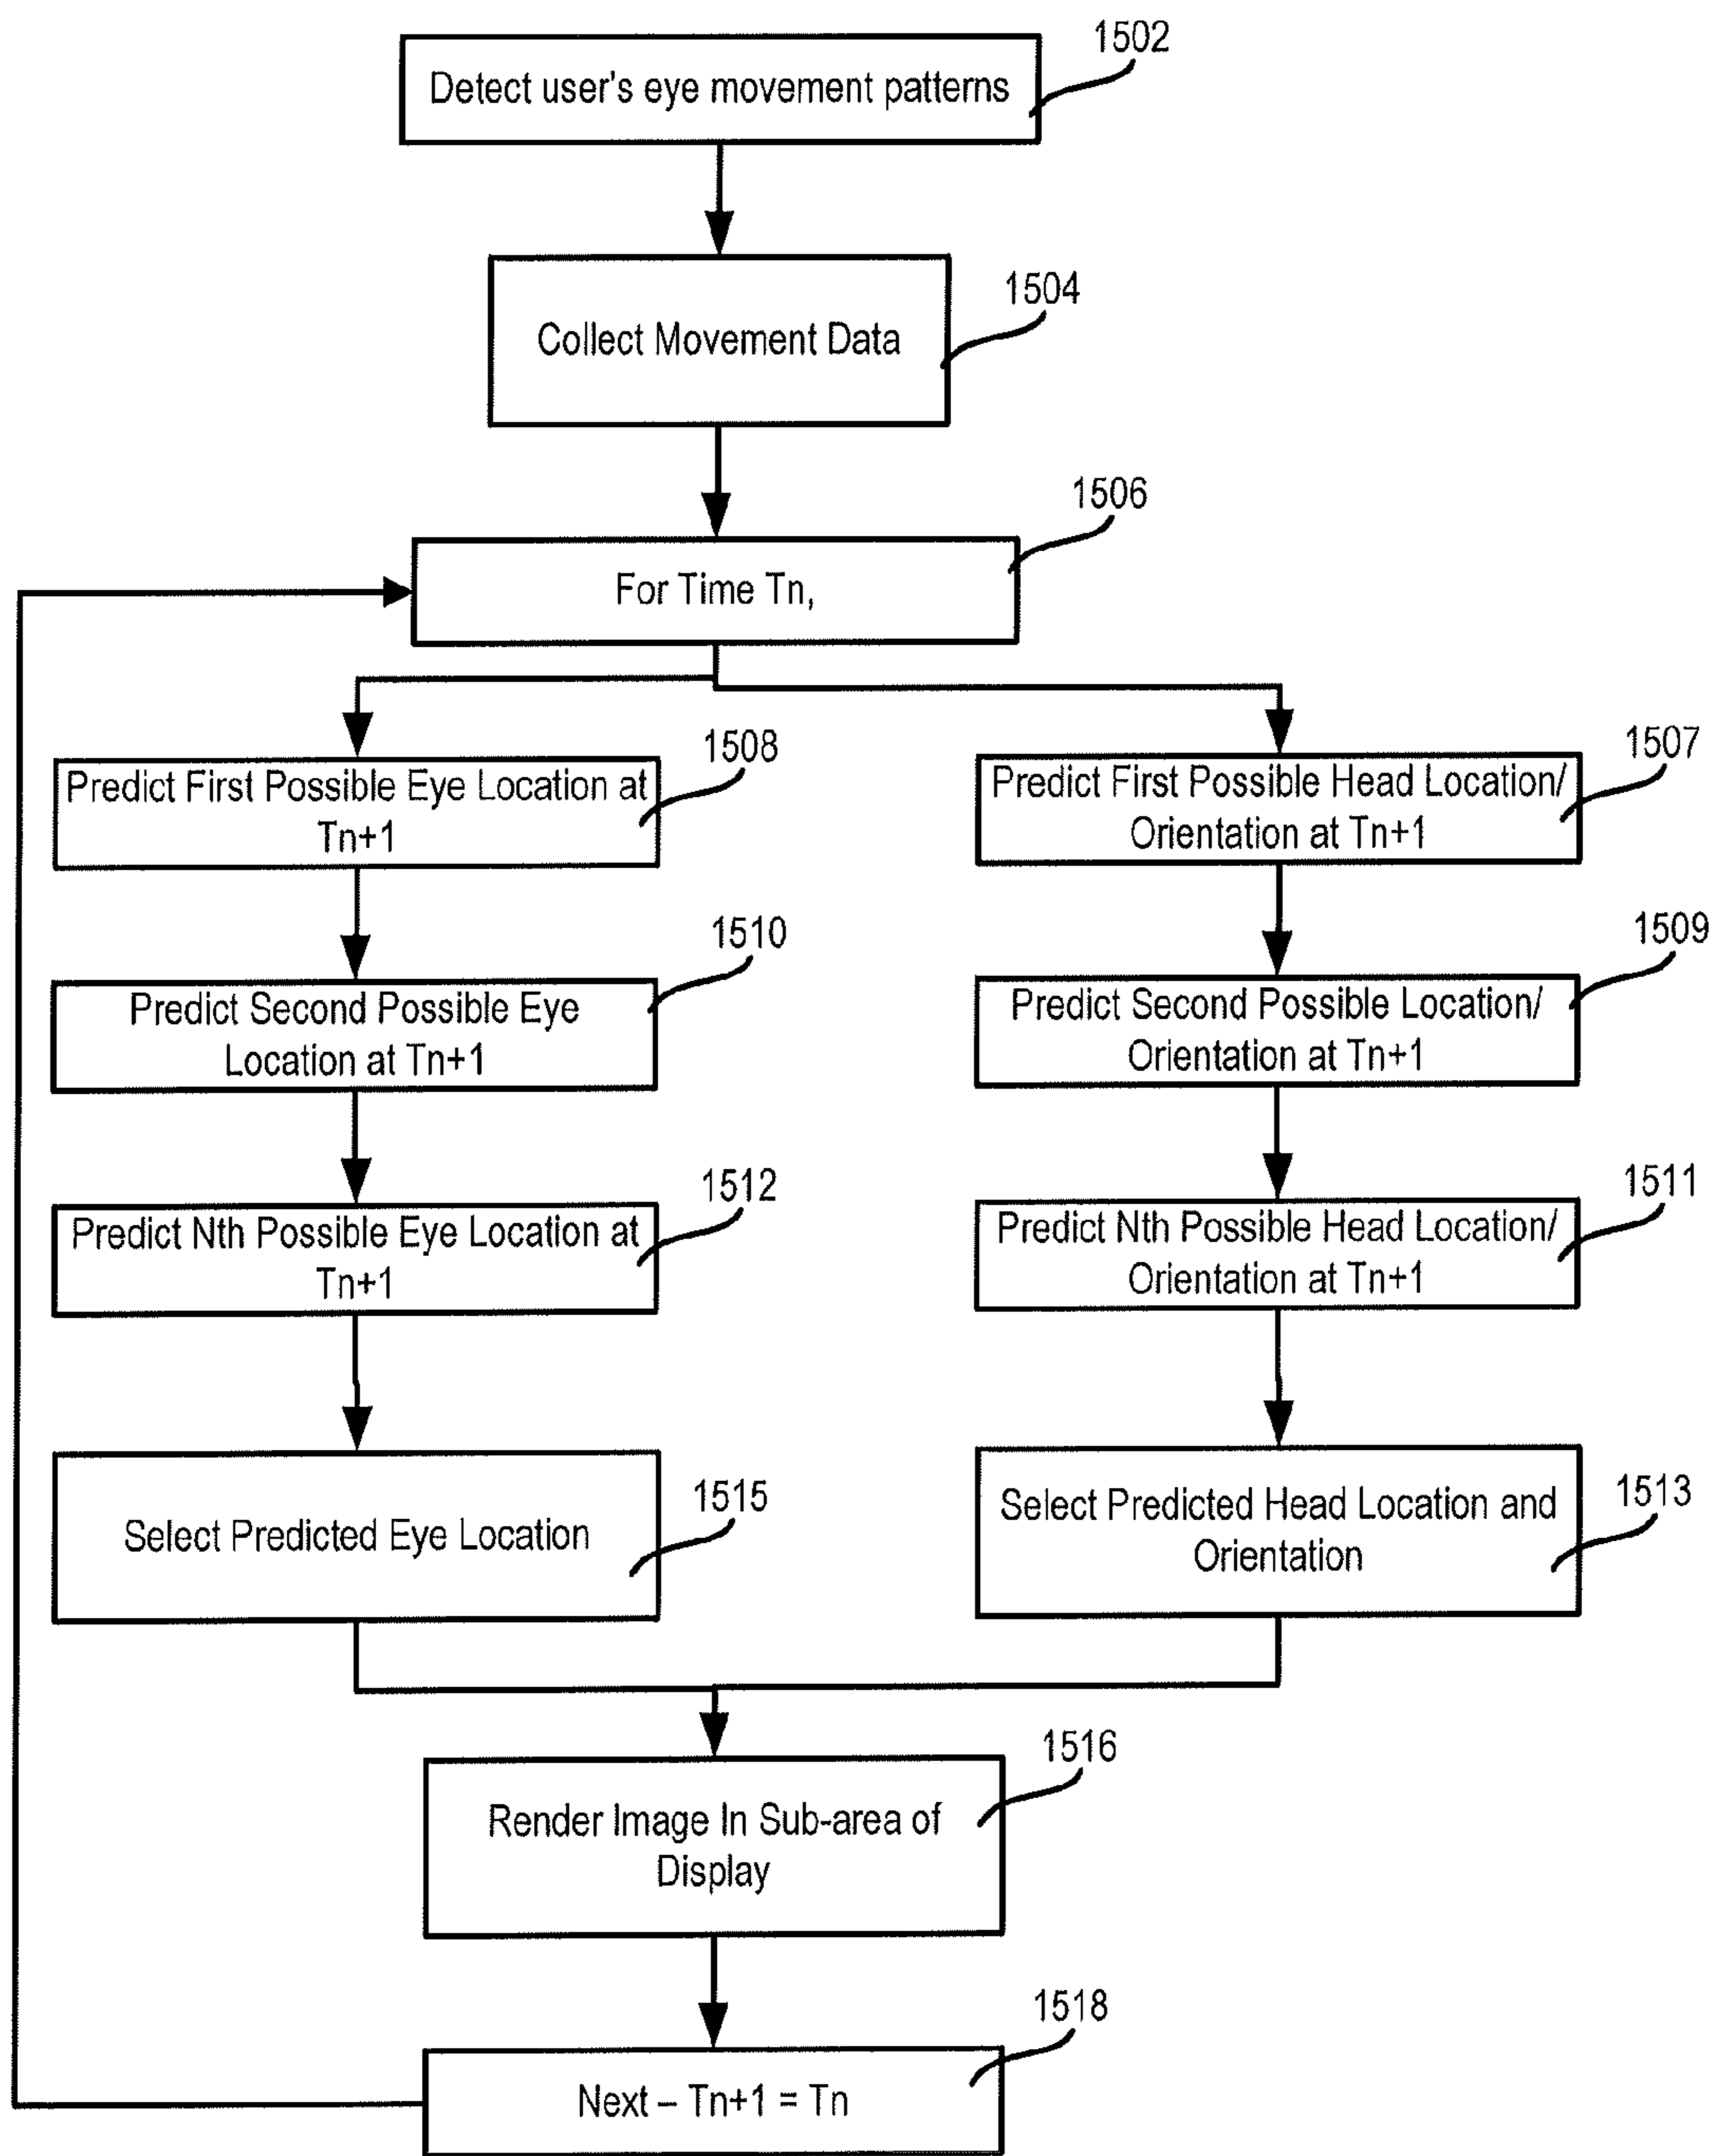 1502
Detect user's eye movement patterns
1504
Collect Movement Data
1506
For Time Tn,
1508
Predict First Possible Eye Location at
Tn+1
1507
Predict First Possible Head Location/
Orientation at Tn+1
1510
Predict Second Possible Eye
Location at Tn+1
1509
Predict Second Possible Location/
Orientation at Tn+1
1512
Predict Nth Possible Eye Location at
Tn+1
1511
Predict Nth Possible Head Location/
Orientation at Tn+1
1515
Select Predicted Eye Location
1513
Select Predicted Head Location and
Orientation
1516
Render Image In Sub-area of
Display
1518
Next – Tn+1 = Tn